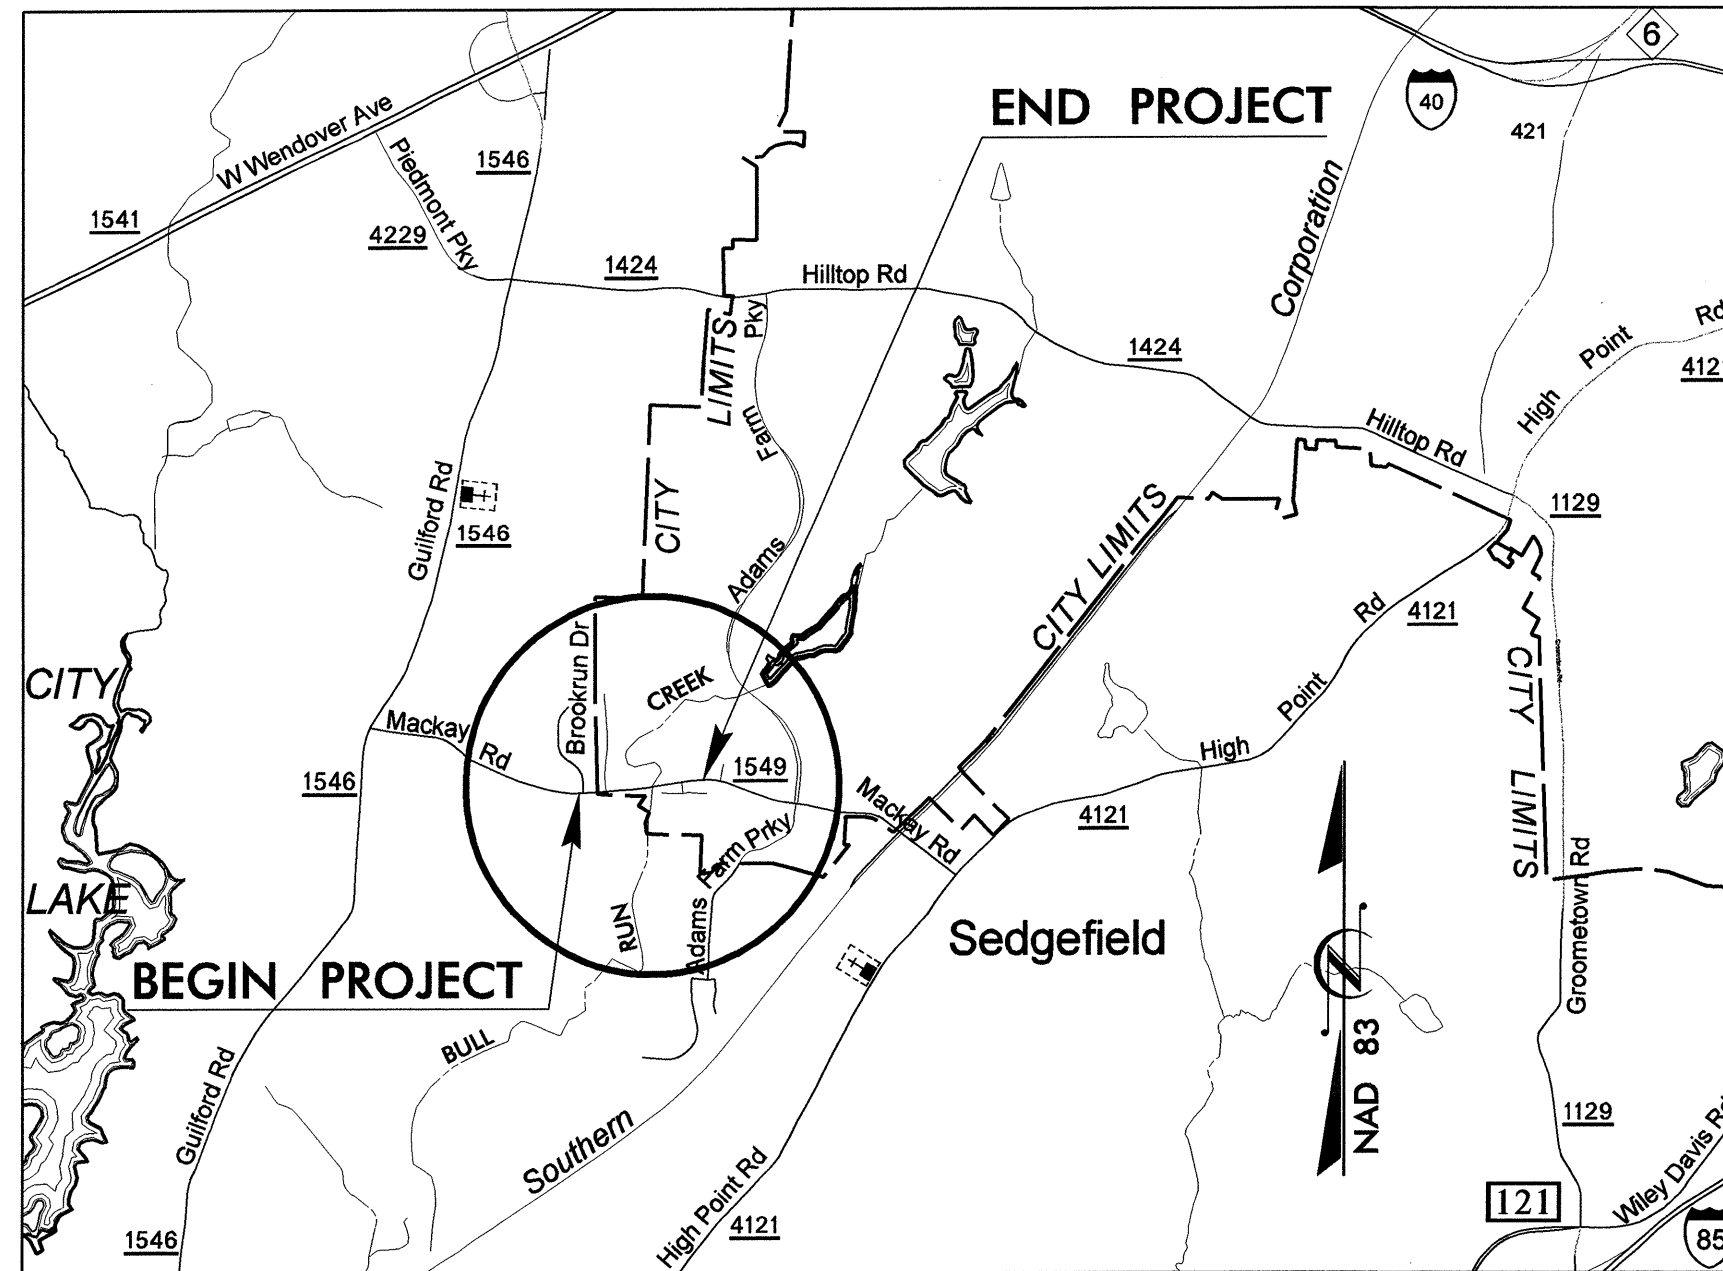 6
END PROJECT
40
421
W Wendover Ave
1546
Piedmont Pky
Corporation
1541
4229
1424
Hilltop Rd
Pky
LIMITS
1424
High Point Rd
Farm
Hilltop Rd
Guilford Rd
1546
CITY
1129
CITY LIMITS
Adams
Rd
4121
Brookrun Dr
CREEK
CITY
CITY LIMITS
Point
Mackay Rd
High
1546
1549
Mackay Rd
4121
Farm Prky
LAKE
RUN
Adams
Sedgefield
Groometown Rd
BEGIN PROJECT
BULL
NAD 83
Guilford Rd
Southern
1129
High Point Rd
Wiley Davis
121
1546
4121
85